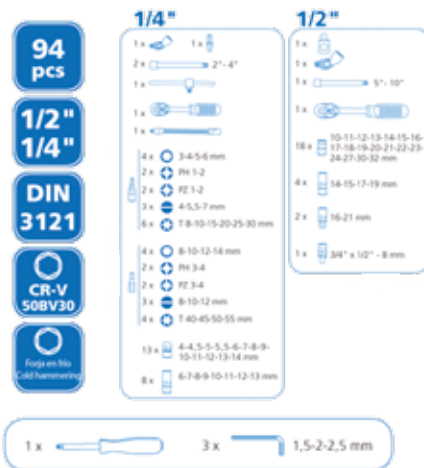 94
pcs
1/2"
1/4"
DIN
3121
CR-V
50BV30
Forja en frío
Cold hammering
1/4"
1 x 1 x
2 x 2"- 4"
1 x
1 x
1 x
4 x 3-4-5-6 mm
2 x PH 1-2
2 x PZ 1-2
3 x 4-5,5-7 mm
6 x T 8-10-15-20-25-30 mm
4 x 8-10-12-14 mm
2 x PH 3-4
2 x PZ 3-4
3 x 8-10-12 mm
4 x T 40-45-50-55 mm
13 x 4-4,5-5-5,5-6-7-8-9-
10-11-12-13-14 mm
8 x 6-7-8-9-10-11-12-13 mm
1/2"
1 x
1 x
1 x 5"- 10"
1 x
18 x 10-11-12-13-14-15-16-
17-18-19-20-21-22-23-
24-27-30-32 mm
4 x 14-15-17-19 mm
2 x 16-21 mm
1 x 3/4" x 1/2" - 8 mm
1 x 3 x 1,5-2-2,5 mm